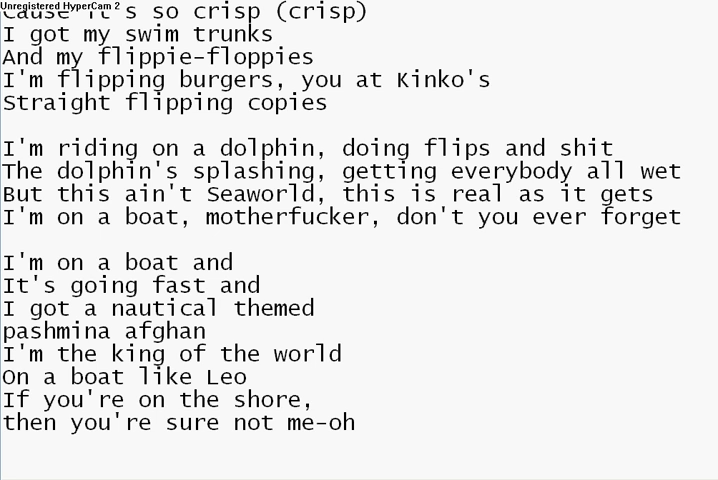 Unregistered HyperCam 2
Cause it's so crisp (crisp)
I got my swim trunks
And my flippie-floppies
I'm flipping burgers, you at Kinko's
Straight flipping copies
I'm riding on a dolphin, doing flips and shit
The dolphin's splashing, getting everybody all wet
But this ain't Seaworld, this is real as it gets
I'm on a boat, motherfucker, don't you ever forget
I'm on a boat and
It's going fast and
I got a nautical themed
pashmina afghan
I'm the king of the world
On a boat like Leo
If you're on the shore,
then you're sure not me-oh